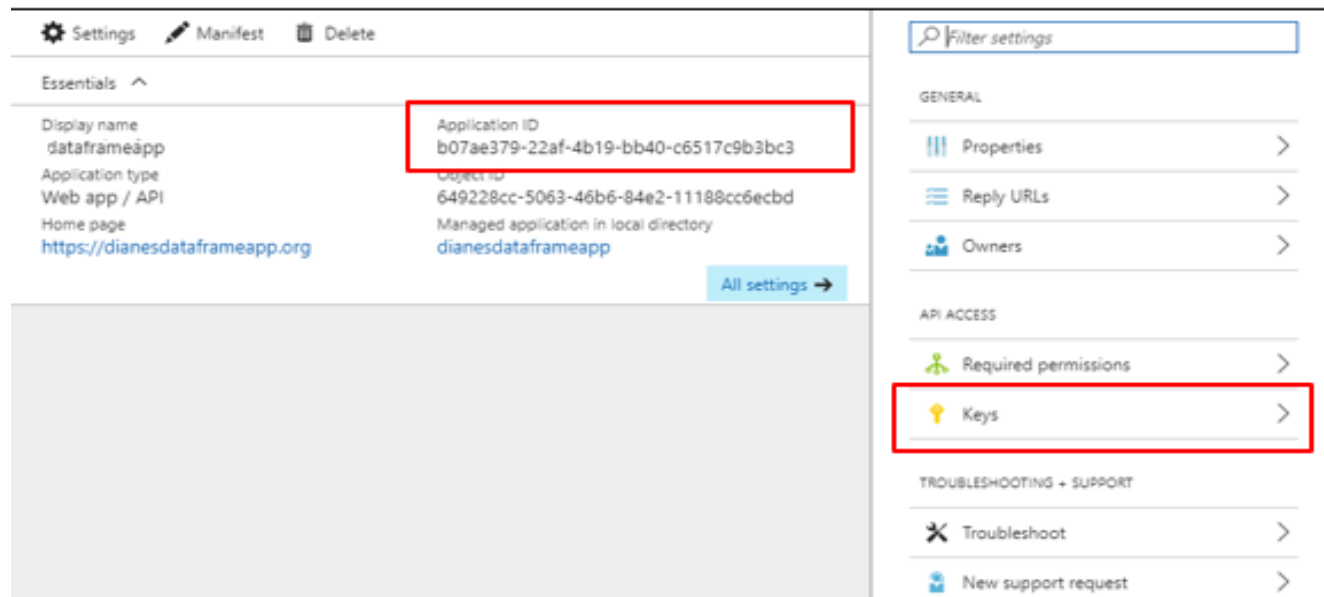 Settings Manifest Delete
Essentials
Display name
dataframeapp
Application type
Web app / API
Home page
https://dianesdataframeapp.org
Application ID
b07ae379-22af-4b19-bb40-c6517c9b3bc3
Object ID
649228cc-5063-46b6-84e2-11188cc6ecbd
Managed application in local directory
dianesdataframeapp
All settings →
Filter settings
GENERAL
Properties
Reply URLs
Owners
API ACCESS
Required permissions
Keys
TROUBLESHOOTING + SUPPORT
Troubleshoot
New support request